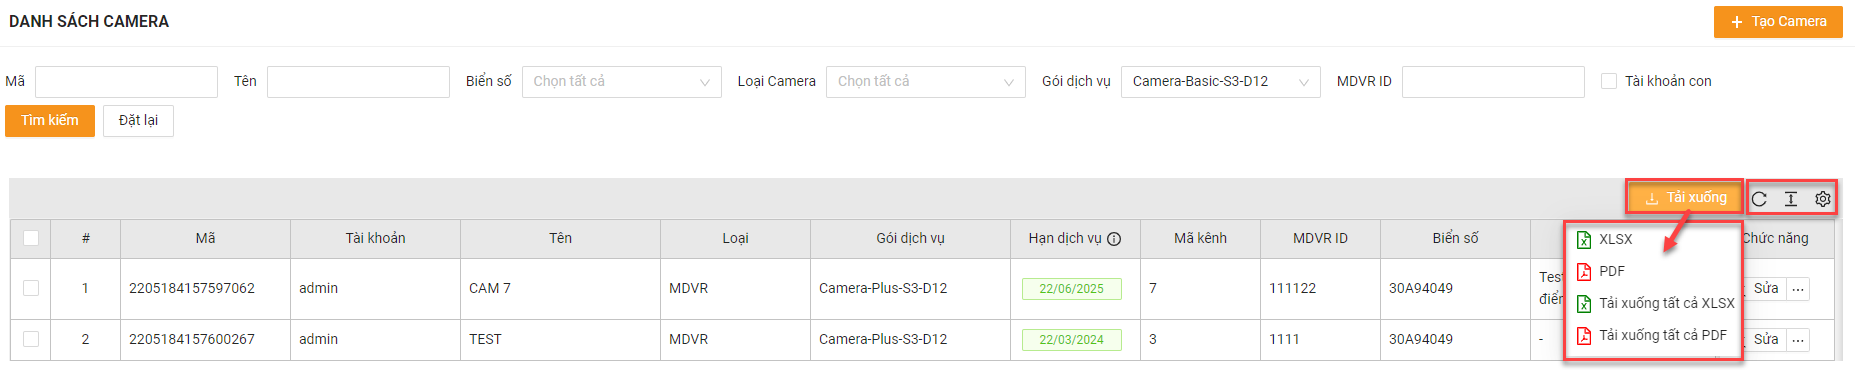 DANH SÁCH CAMERA
+ Tạo Camera
Mã Tên Biển số Chọn tất cả Loại Camera Chọn tất cả Gói dịch vụ Camera-Basic-S3-D12 MDVR ID Tài khoản con
Tìm kiếm Đặt lại
Tải xuống
# Mã Tài khoản Tên Loại Gói dịch vụ Hạn dịch vụ Mã kênh MDVR ID Biển số Chức năng
XLSX
PDF
Tải xuống tất cả XLSX
Tải xuống tất cả PDF
1 2205184157597062 admin CAM 7 MDVR Camera-Plus-S3-D12 22/06/2025 7 111122 30A94049 Test Sửa ...
điểm
2 2205184157600267 admin TEST MDVR Camera-Plus-S3-D12 22/03/2024 3 1111 30A94049 - Sửa ...